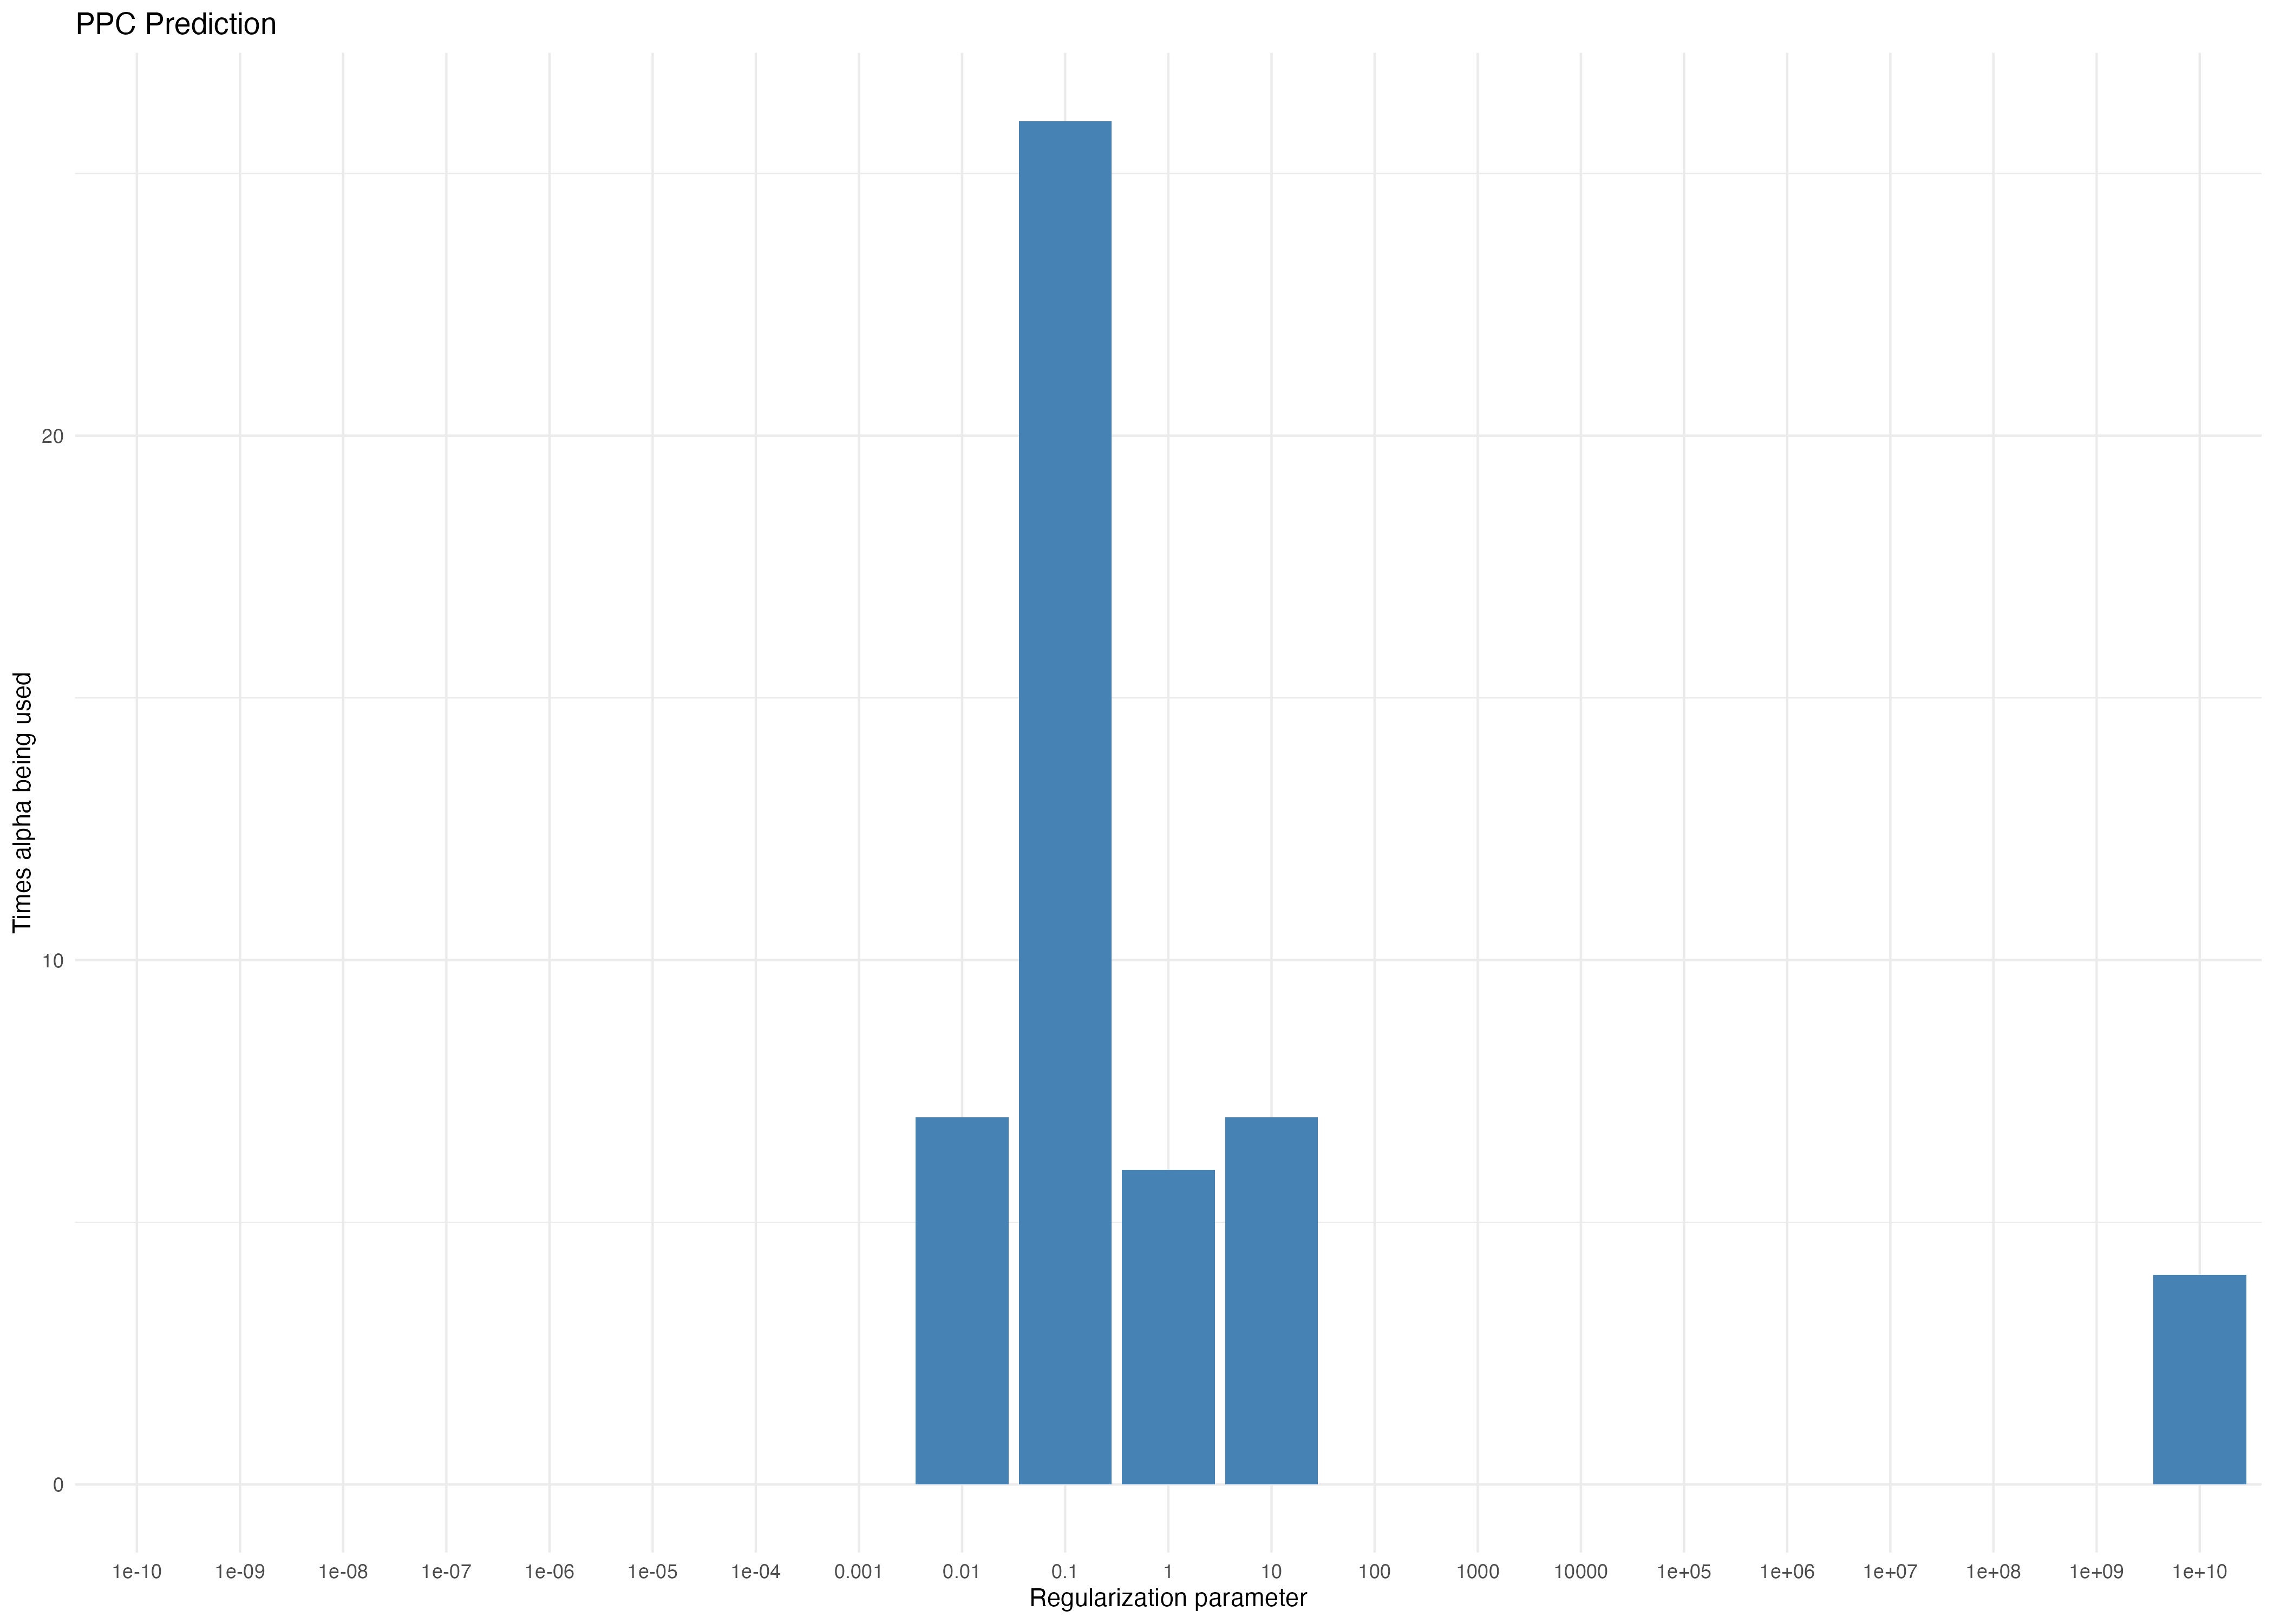 PPC Prediction
Times alpha being used
20
10
0
1e-10 1e-09 1e-08 1e-07 1e-06 1e-05 1e-04 0.001 0.01 0.1 1 10 100 1000 10000 1e+05 1e+06 1e+07 1e+08 1e+09 1e+10
Regularization parameter